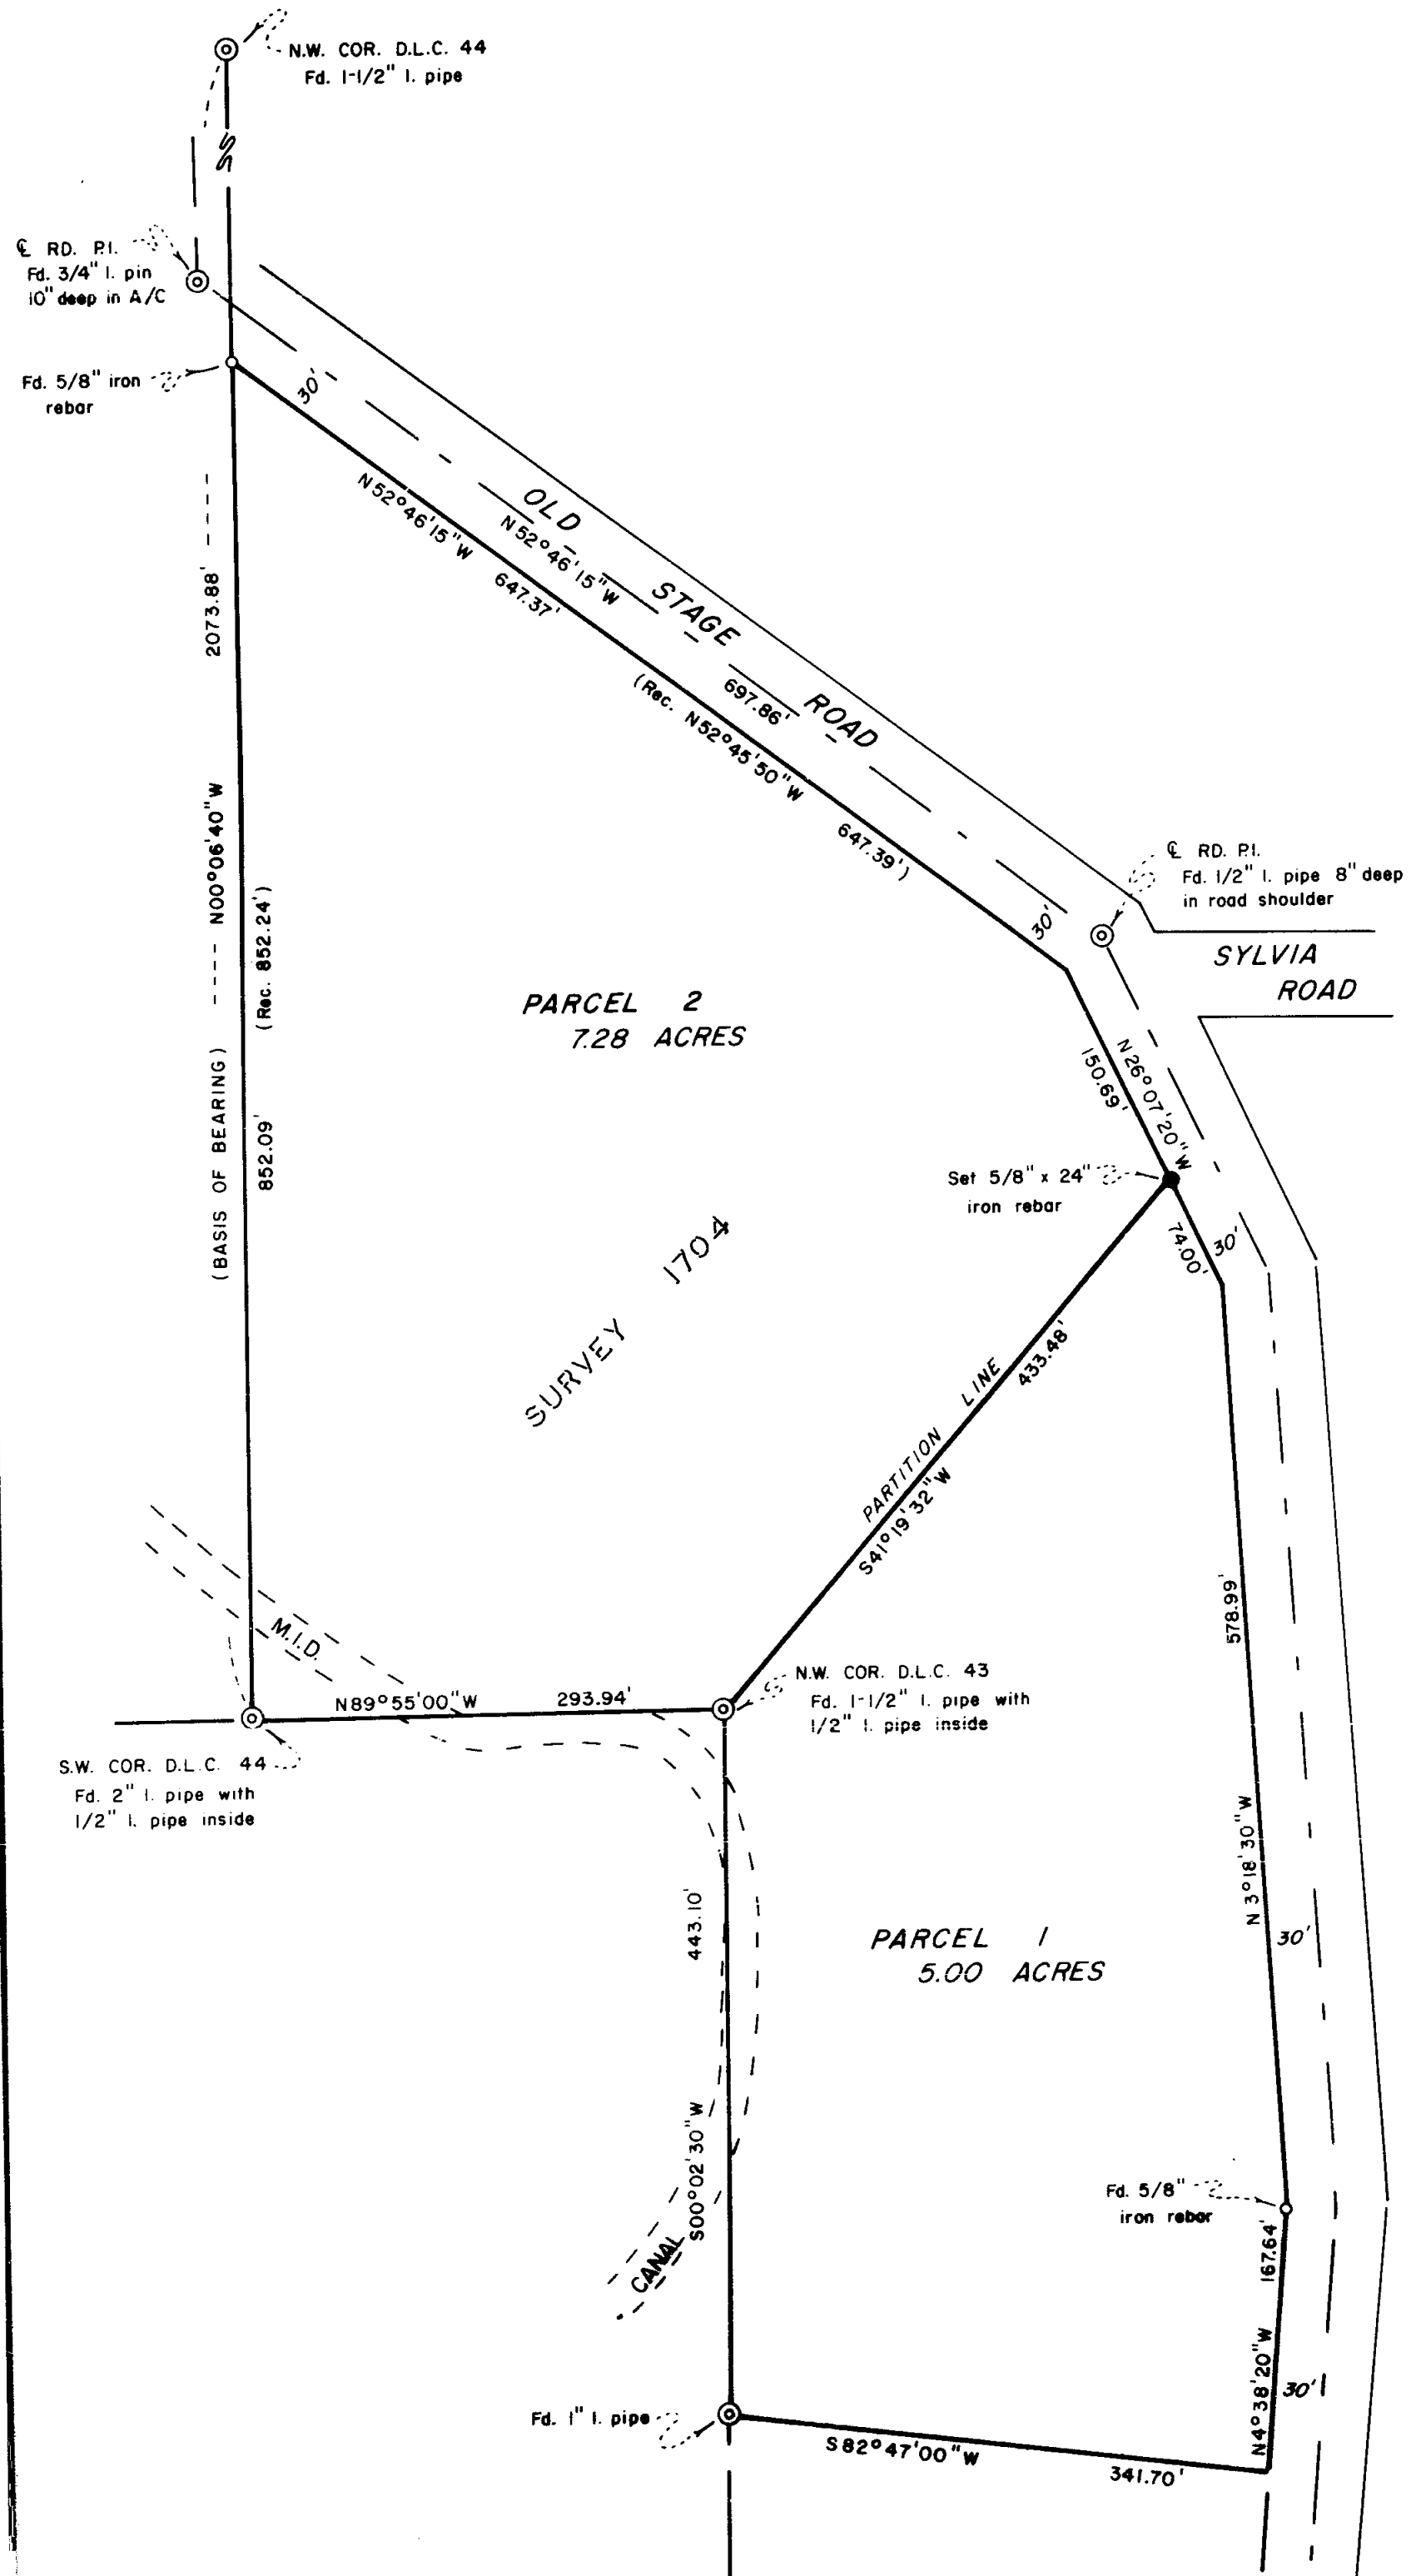 N.W. COR. D.L.C. 44
Fd. 1-1/2" I. pipe
℄ RD. P.I.
Fd. 3/4" I. pin
10" deep in A/C
Fd. 5/8" iron
rebar
30'
N52°46'15"W 647.37'
OLD STAGE ROAD
N52°46'15"W
697.86'
(Rec. N52°45'50"W 647.39')
30'
2073.88'
N00°06'40"W
(BASIS OF BEARING)
(Rec. 852.24')
852.09'
℄ RD. P.I.
Fd. 1/2" I. pipe 8" deep
in road shoulder
SYLVIA
ROAD
PARCEL 2
7.28 ACRES
N26°07'20"W
150.69'
Set 5/8" x 24"
iron rebar
74.00'
30'
SURVEY 1704
PARTITION LINE
433.48'
S41°19'32"W
578.99'
N 3°18'30"W
30'
M.I.D.
N89°55'00"W 293.94'
N.W. COR. D.L.C. 43
Fd. 1-1/2" I. pipe with
1/2" I. pipe inside
S.W. COR. D.L.C. 44
Fd. 2" I. pipe with
1/2" I. pipe inside
443.10'
S00°02'30"W
PARCEL 1
5.00 ACRES
CANAL
Fd. 5/8"
iron rebar
167.64'
N4°38'20"W
30'
Fd. 1" I. pipe
S82°47'00"W
341.70'